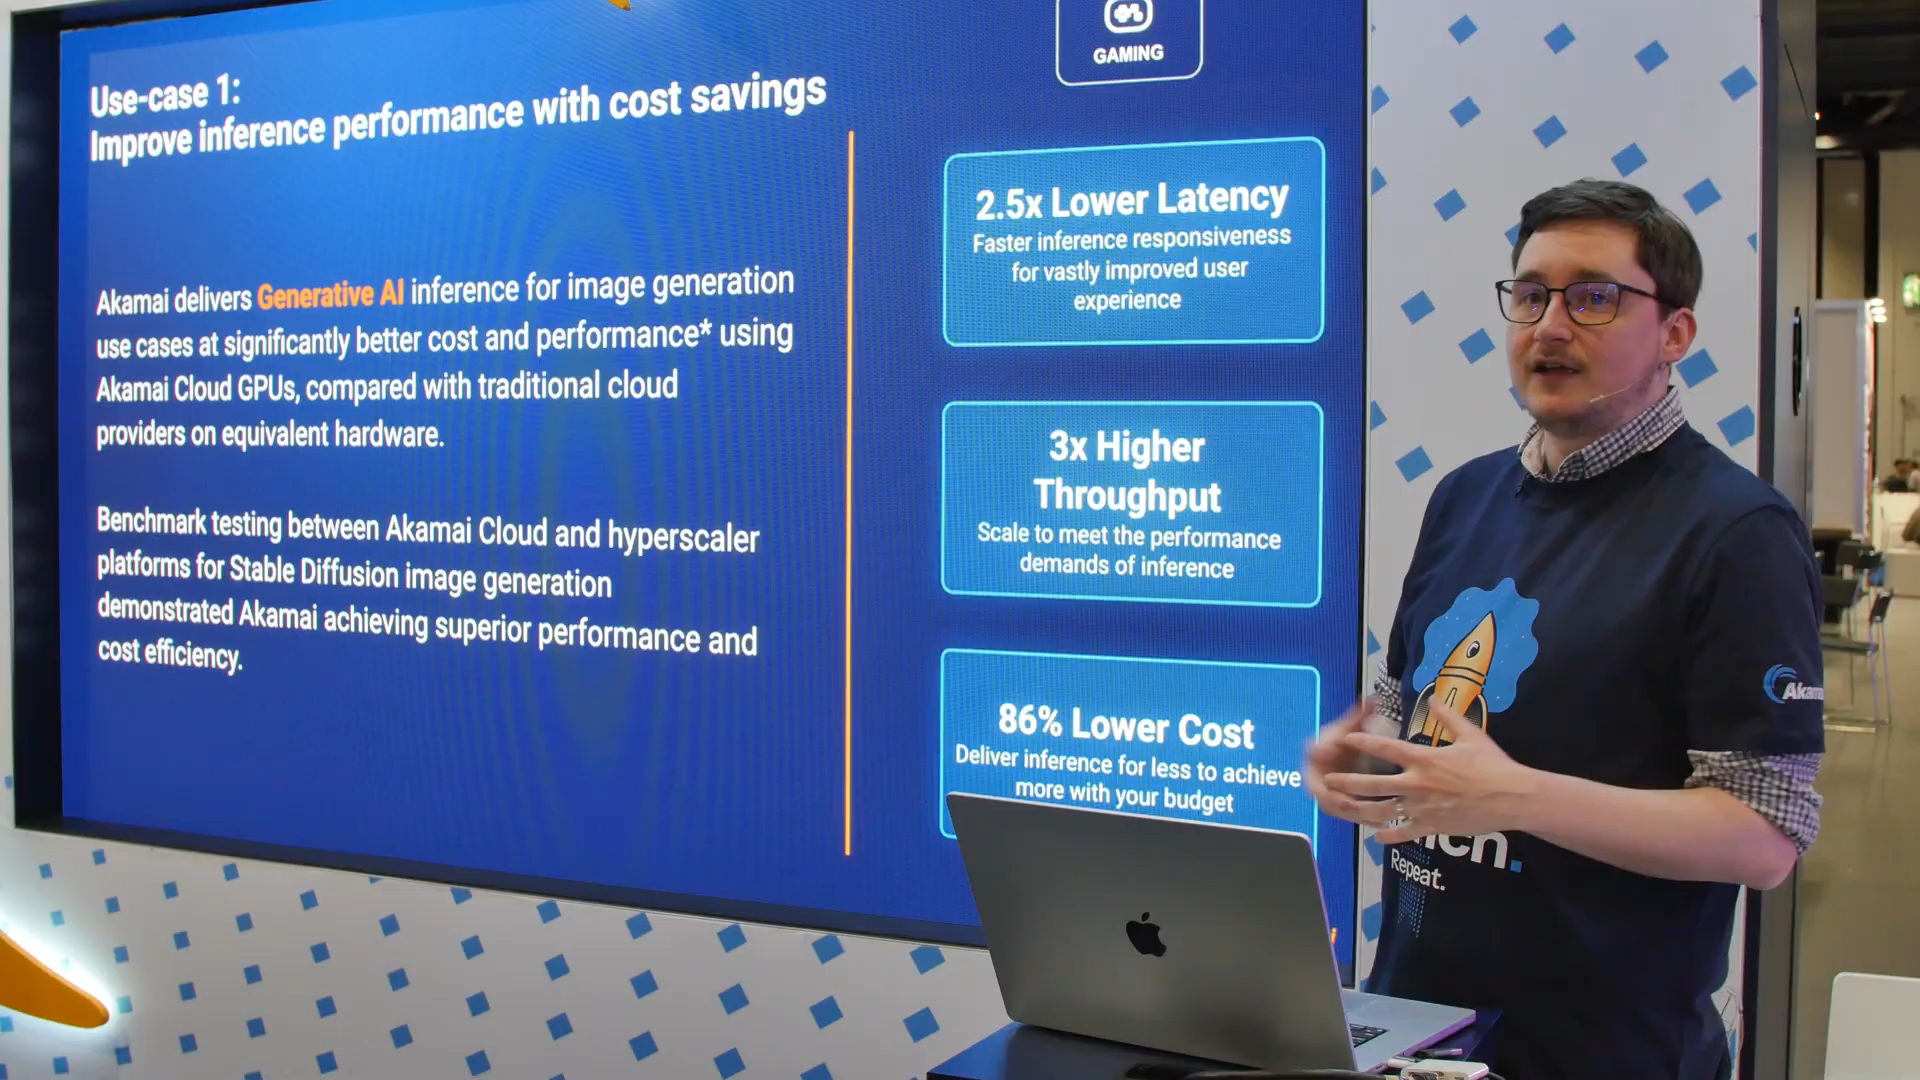 Use-case 1:
Improve inference performance with cost savings
Akamai delivers Generative AI inference for image generation
use cases at significantly better cost and performance* using
Akamai Cloud GPUs, compared with traditional cloud
providers on equivalent hardware.
Benchmark testing between Akamai Cloud and hyperscaler
platforms for Stable Diffusion image generation
demonstrated Akamai achieving superior performance and
cost efficiency.
GAMING
2.5x Lower Latency
Faster inference responsiveness
for vastly improved user
experience
3x Higher
Throughput
Scale to meet the performance
demands of inference
86% Lower Cost
Deliver inference for less to achieve
more with your budget
Repeat.